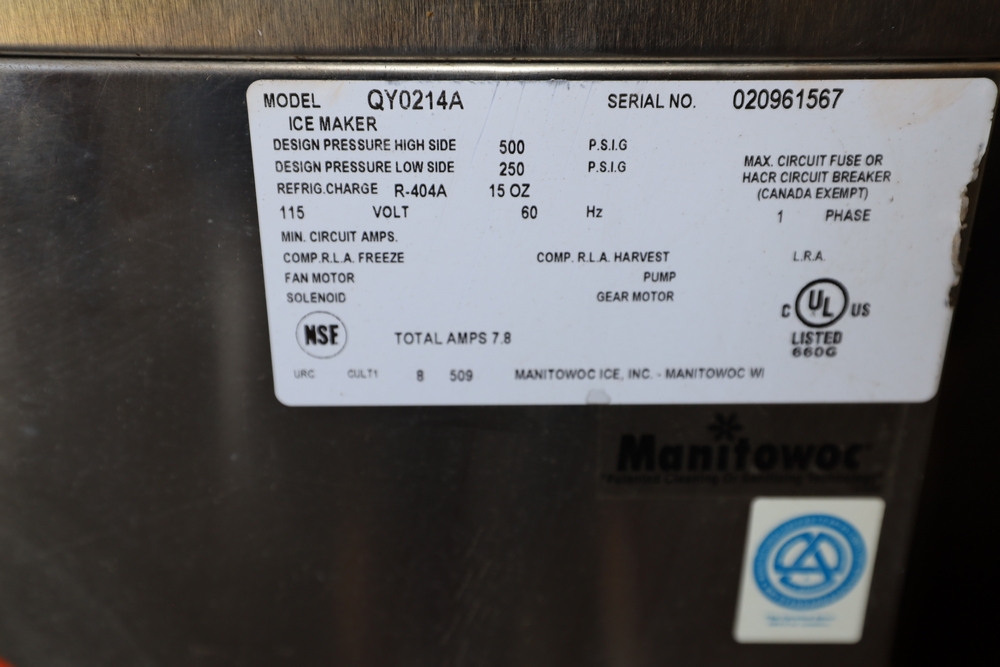 MODEL QY0214A SERIAL NO. 020961567
ICE MAKER
DESIGN PRESSURE HIGH SIDE 500 P.S.I.G
DESIGN PRESSURE LOW SIDE 250 P.S.I.G
MAX. CIRCUIT FUSE OR
HACR CIRCUIT BREAKER
(CANADA EXEMPT)
REFRIG.CHARGE R-404A 15 OZ
115 VOLT 60 Hz 1 PHASE
MIN. CIRCUIT AMPS.
COMP.R.L.A. FREEZE COMP. R.L.A. HARVEST L.R.A.
FAN MOTOR PUMP
SOLENOID GEAR MOTOR
C UL US
LISTED
660G
NSF TOTAL AMPS 7.8
URC CULT1 8 509 MANITOWOC ICE, INC. - MANITOWOC WI
Manitowoc